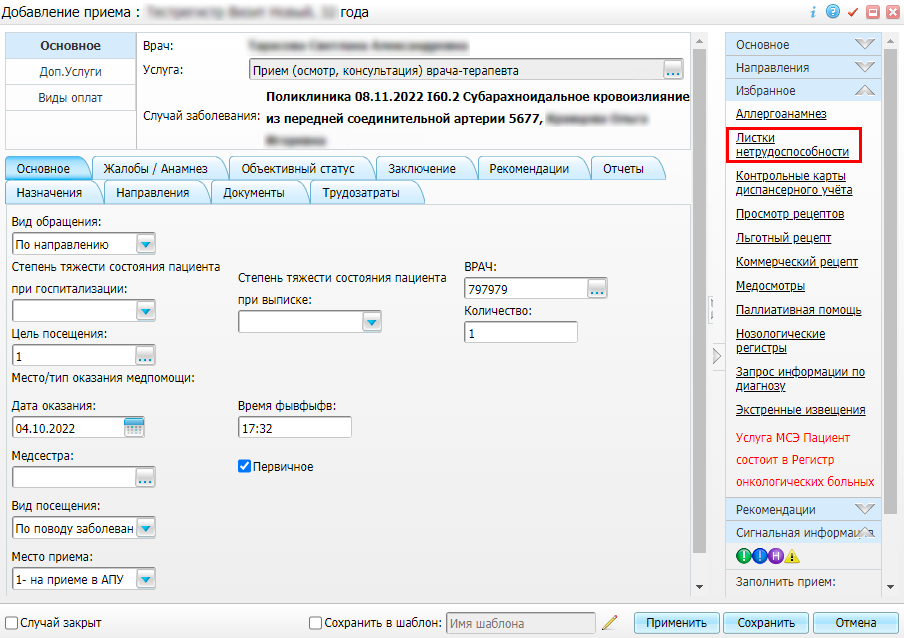 Добавление приема : года
Основное
Доп.Услуги
Виды оплат
Врач:
Услуга: Прием (осмотр, консультация) врача-терапевта ...
Случай заболевания: Поликлиника 08.11.2022 I60.2 Субарахноидальное кровоизлияние
из передней соединительной артерии 5677,
Основное Жалобы / Анамнез Объективный статус Заключение Рекомендации Отчеты
Назначения Направления Документы Трудозатраты
Вид обращения:
По направлению
Степень тяжести состояния пациента
при госпитализации:
Степень тяжести состояния пациента
при выписке:
ВРАЧ:
797979 ...
Количество:
1
Цель посещения:
1 ...
Место/тип оказания медпомощи:
Дата оказания:
04.10.2022
Время фывфыфв:
17:32
Медсестра:
...
Первичное
Вид посещения:
По поводу заболеван
Место приема:
1- на приеме в АПУ
Основное
Направления
Избранное
Аллергоанамнез
Листки
нетрудоспособности
Контрольные карты
диспансерного учёта
Просмотр рецептов
Льготный рецепт
Коммерческий рецепт
Медосмотры
Паллиативная помощь
Нозологические
регистры
Запрос информации по
диагнозу
Экстренные извещения
Услуга МСЭ Пациент
состоит в Регистр
онкологических больных
Рекомендации
Сигнальная информация
! ! Н !
Заполнить прием:
Случай закрыт Сохранить в шаблон: Имя шаблона Применить Сохранить Отмена